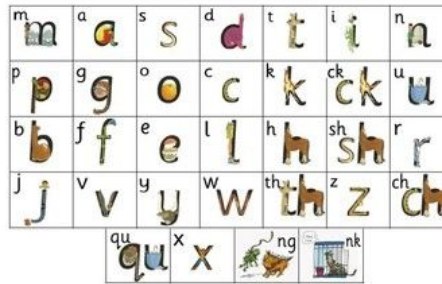 m a s d t i n
p g o c k ck u
b f e l h sh r
j v y w th z ch
qu x ng nk